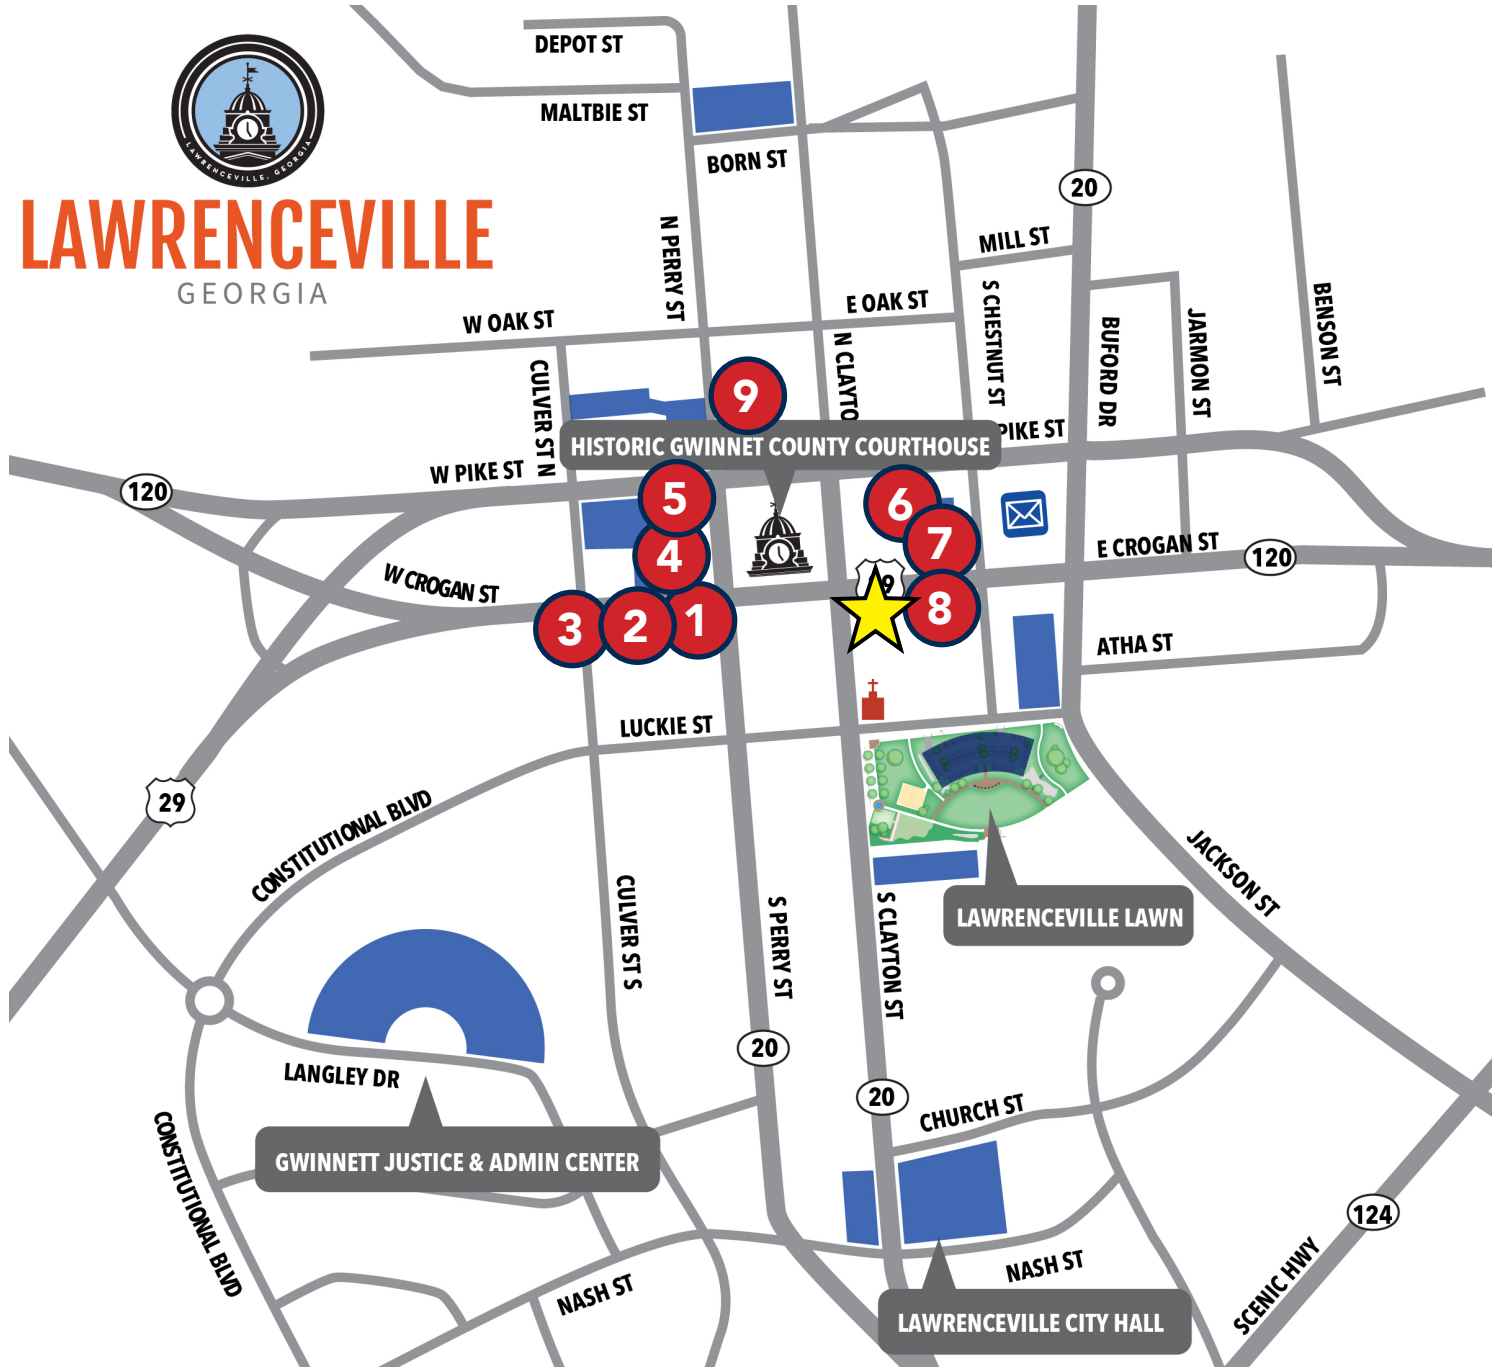 DEPOT ST
MALTBIE ST
BORN ST
LAWRENCEVILLE, GEORGIA
LAWRENCEVILLE
GEORGIA
20
N PERRY ST
MILL ST
W OAK ST
E OAK ST
S CHESTNUT ST
BUFORD DR
JARMON ST
BENSON ST
CULVER ST N
N CLAYTO
9
PIKE ST
HISTORIC GWINNET COUNTY COURTHOUSE
W PIKE ST
120
5
6
7
4
E CROGAN ST
120
W CROGAN ST
9
3
2
1
8
ATHA ST
LUCKIE ST
29
CONSTITUTIONAL BLVD
JACKSON ST
CULVER ST S
S PERRY ST
S CLAYTON ST
LAWRENCEVILLE LAWN
20
LANGLEY DR
20
CHURCH ST
CONSTITUTIONAL BLVD
GWINNETT JUSTICE & ADMIN CENTER
124
NASH ST
NASH ST
SCENIC HWY
LAWRENCEVILLE CITY HALL